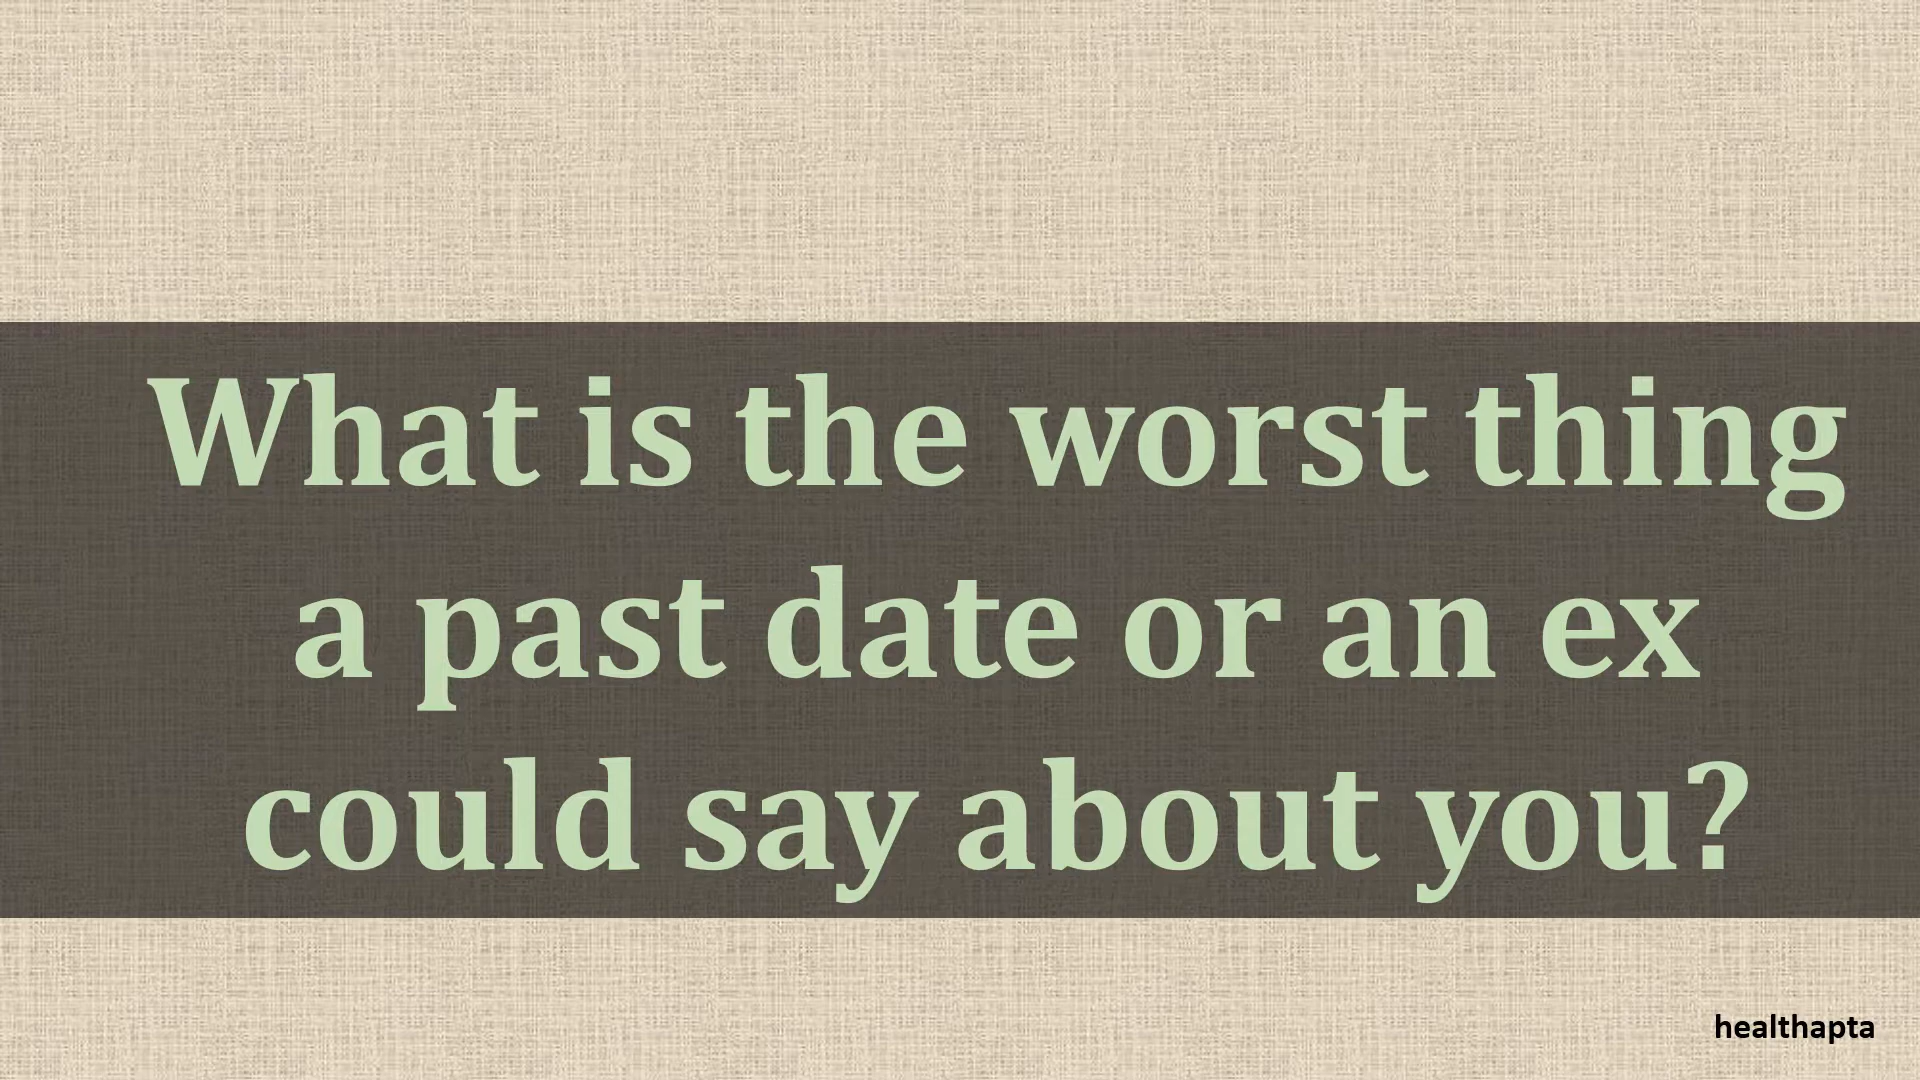 What is the worst thing
a past date or an ex
could say about you?
healthapta